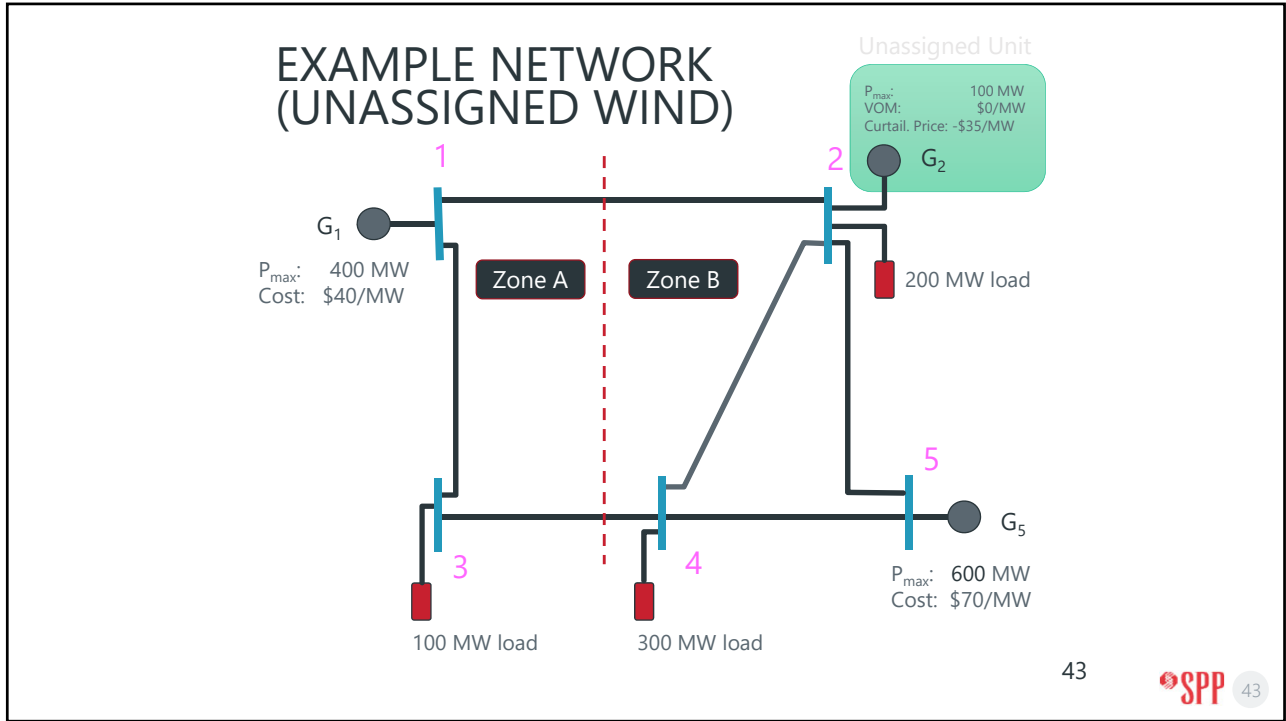 EXAMPLE NETWORK
(UNASSIGNED WIND)
Unassigned Unit
Pmax: 100 MW
VOM: $0/MW
Curtail. Price: -$35/MW
1
2
G2
G1
Pmax: 400 MW
Cost: $40/MW
Zone A
Zone B
200 MW load
5
G5
3
4
Pmax: 600 MW
Cost: $70/MW
100 MW load
300 MW load
43
SPP
43